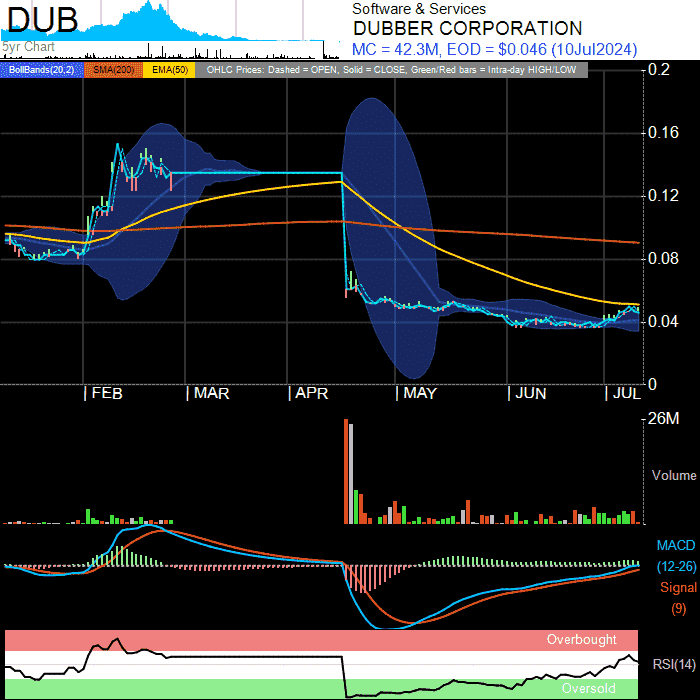 DUB
5yr Chart
Software & Services
DUBBER CORPORATION
MC = 42.3M, EOD = $0.046 (10Jul2024)
BollBands(20,2) SMA(200) EMA(50) OHLC Prices: Dashed = OPEN, Solid = CLOSE, Green/Red bars = Intra-day HIGH/LOW
0.2
0.16
0.12
0.08
0.04
0
| FEB | MAR | APR | MAY | JUN | JUL
26M
Volume
MACD
(12-26)
Signal
(9)
Overbought
RSI(14)
Oversold